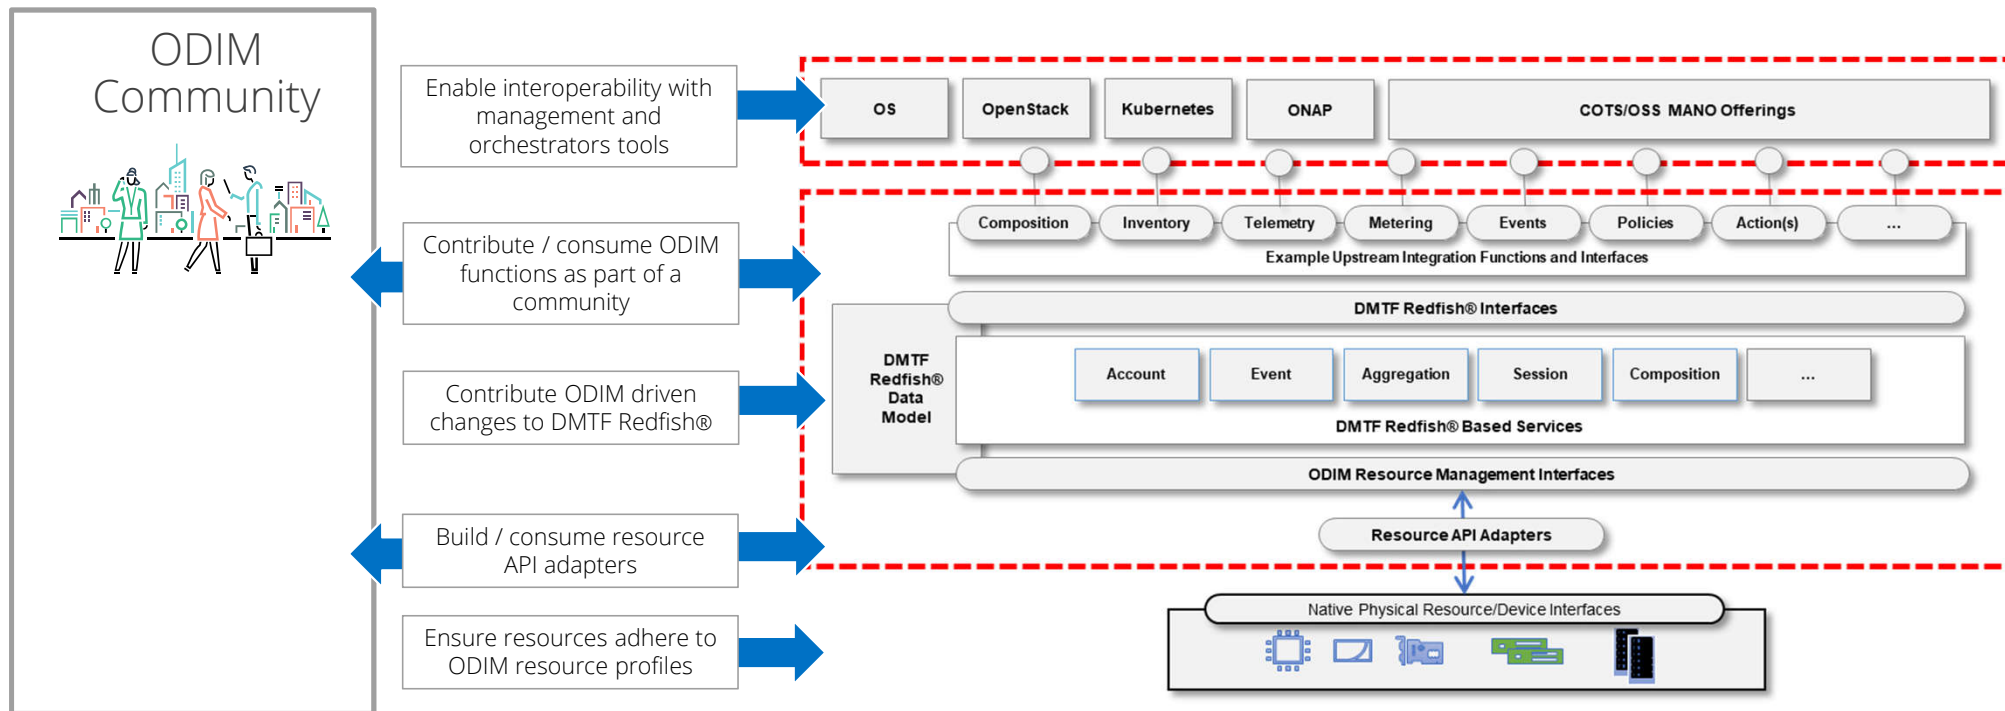 ODIM
Community
Enable interoperability with
management and
orchestrators tools
Contribute / consume ODIM
functions as part of a
community
Contribute ODIM driven
changes to DMTF Redfish®
Build / consume resource
API adapters
Ensure resources adhere to
ODIM resource profiles
OS
OpenStack
Kubernetes
ONAP
COTS/OSS MANO Offerings
Composition
Inventory
Telemetry
Metering
Events
Policies
Action(s)
...
Example Upstream Integration Functions and Interfaces
DMTF Redfish® Interfaces
DMTF
Redfish®
Data
Model
Account
Event
Aggregation
Session
Composition
...
DMTF Redfish® Based Services
ODIM Resource Management Interfaces
Resource API Adapters
Native Physical Resource/Device Interfaces